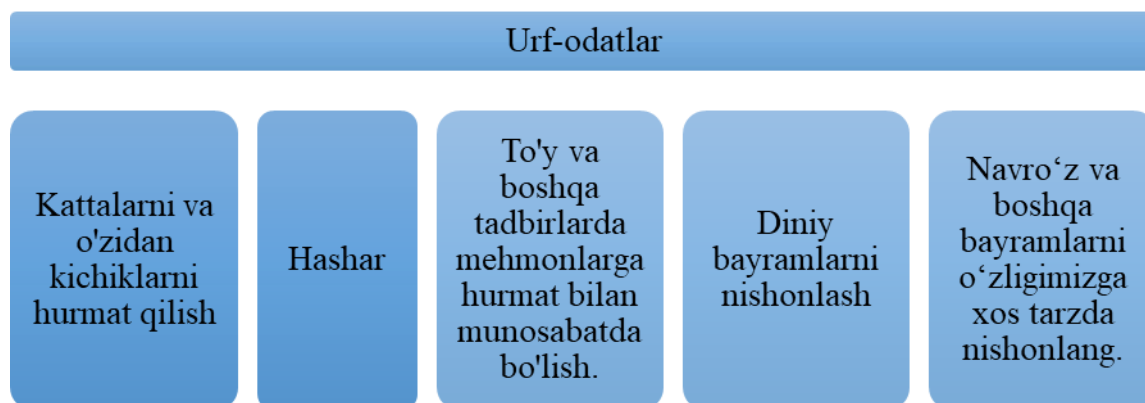 Urf-odatlar
Kattalarni va
o'zidan
kichiklarni
hurmat qilish
Hashar
To'y va
boshqa
tadbirlarda
mehmonlarga
hurmat bilan
munosabatda
bo'lish.
Diniy
bayramlarni
nishonlash
Navro‘z va
boshqa
bayramlarni
o‘zligimizga
xos tarzda
nishonlang.